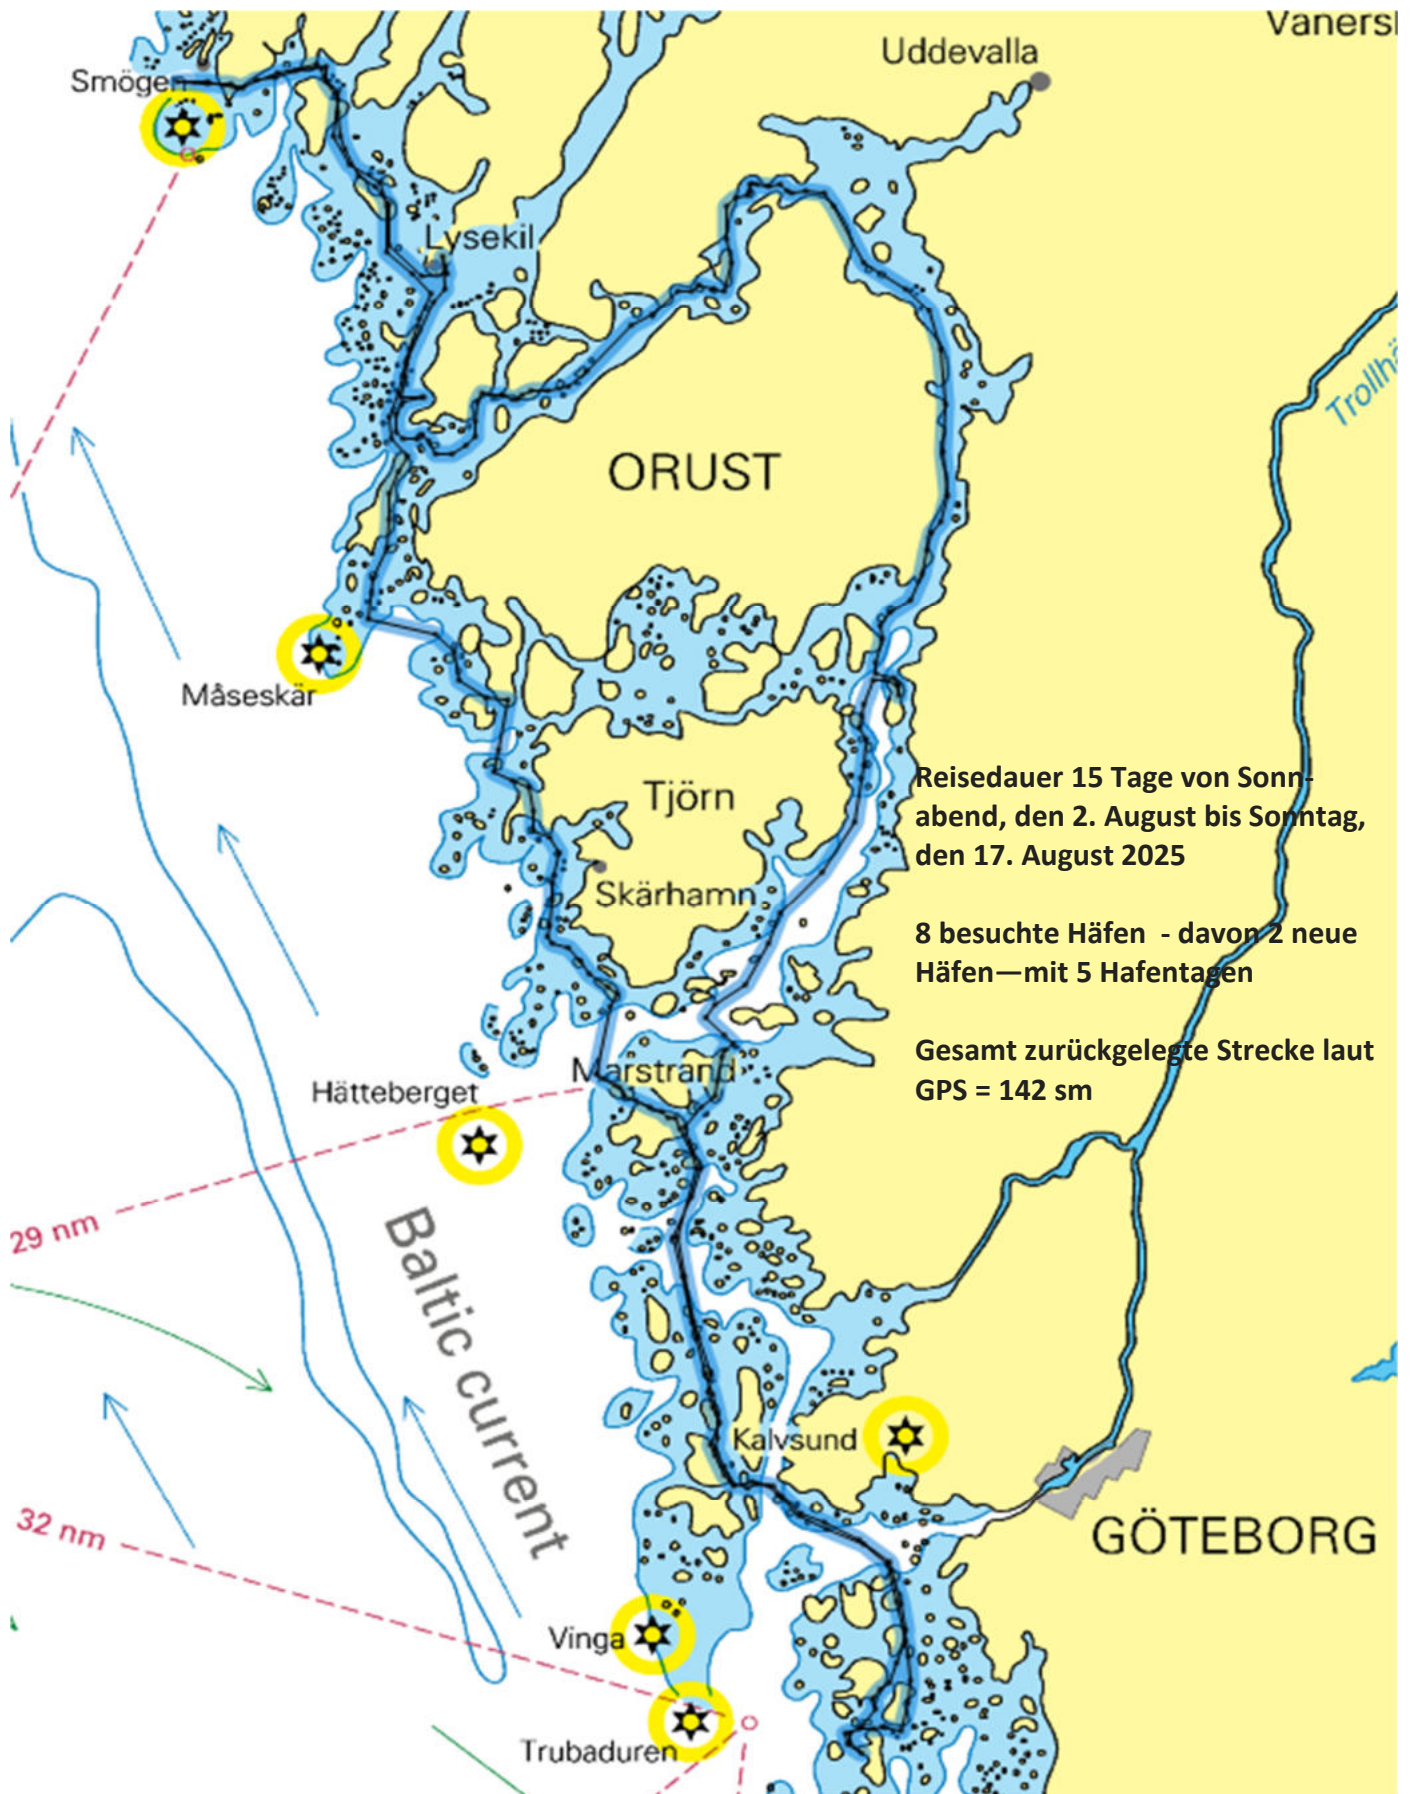 Vänersl
Uddevalla
Smögen
Lysekil
Trollhä
ORUST
Måseskär
Reisedauer 15 Tage von Sonn-
abend, den 2. August bis Sonntag,
den 17. August 2025
Tjörn
Skärhamn
8 besuchte Häfen - davon 2 neue
Häfen—mit 5 Hafentagen
Gesamt zurückgelegte Strecke laut
GPS = 142 sm
Marstrand
Hätteberget
29 nm
Baltic current
Kalvsund
32 nm
GÖTEBORG
Vinga
Trubaduren